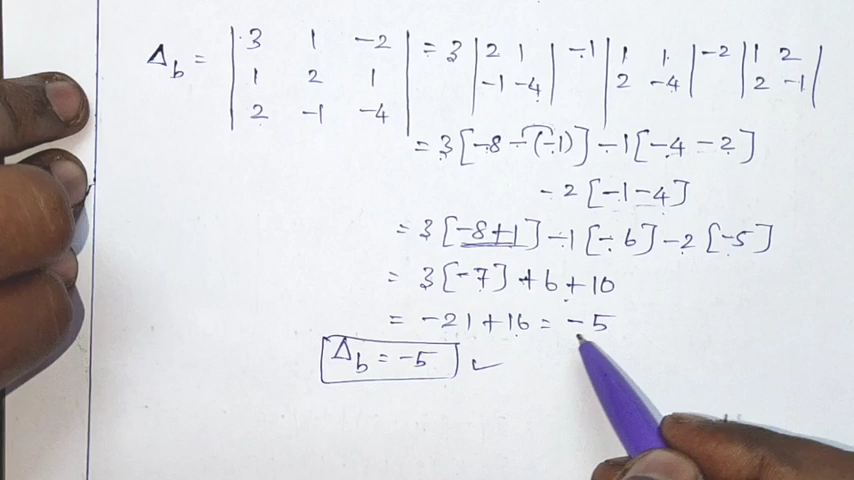 Δb = | 3 1 -2 | = 3 | 2 1 | -1 | 1 1 | -2 | 1 2 |
| 1 2 1 | | -1 -4 | | 2 -4 | | 2 -1 |
| 2 -1 -4 |
= 3 [-8 - (-1)] - 1 [-4 - 2]
- 2 [-1 - 4]
= 3 [-8+1] - 1 [-6] - 2 [-5]
= 3 [-7] + 6 + 10
= -21 + 16 = -5
Δb = -5 ✓